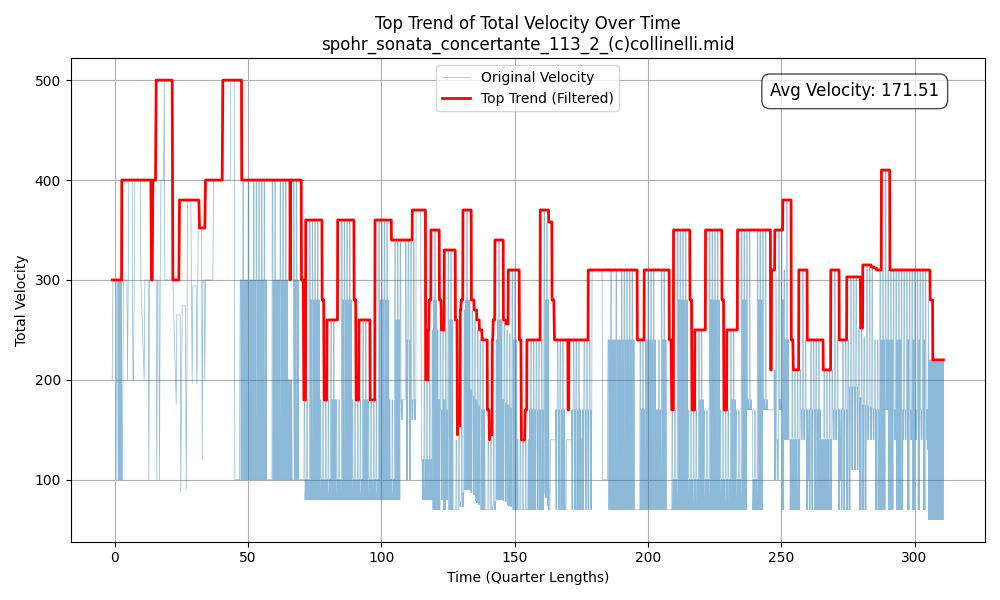 Top Trend of Total Velocity Over Time
spohr_sonata_concertante_113_2_(c)collinelli.mid
Original Velocity
Top Trend (Filtered)
Avg Velocity: 171.51
Total Velocity
500
400
300
200
100
0 50 100 150 200 250 300
Time (Quarter Lengths)